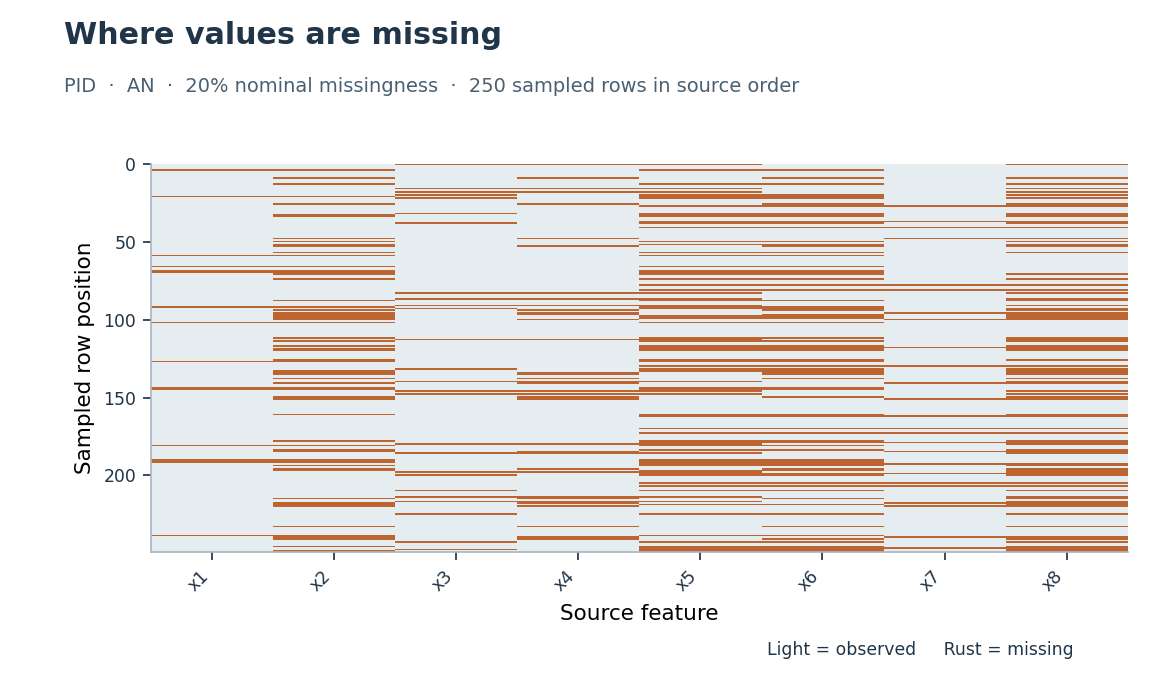 Where values are missing
PID · AN · 20% nominal missingness · 250 sampled rows in source order
0
50
100
150
200
Sampled row position
x1
x2
x3
x4
x5
x6
x7
x8
Source feature
Light = observed Rust = missing